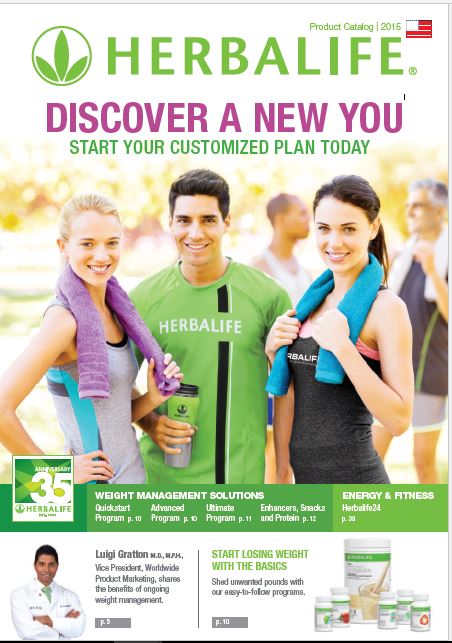 Product Catalog | 2015
HERBALIFE®
DISCOVER A NEW YOU
START YOUR CUSTOMIZED PLAN TODAY
HERBALIFE
RBALIFE
ANNIVERSARY
35
HERBALIFE
WEIGHT MANAGEMENT SOLUTIONS
Quickstart Program p. 10
Advanced Program p. 10
Ultimate Program p. 11
Enhancers, Snacks and Protein p. 12
ENERGY & FITNESS
Herbalife24
p. 39
Luigi Gratton M.D., M.P.H.,
Vice President, Worldwide
Product Marketing, shares
the benefits of ongoing
weight management.
p. 5
START LOSING WEIGHT
WITH THE BASICS
Shed unwanted pounds with
our easy-to-follow programs.
p. 10
HERBALIFE